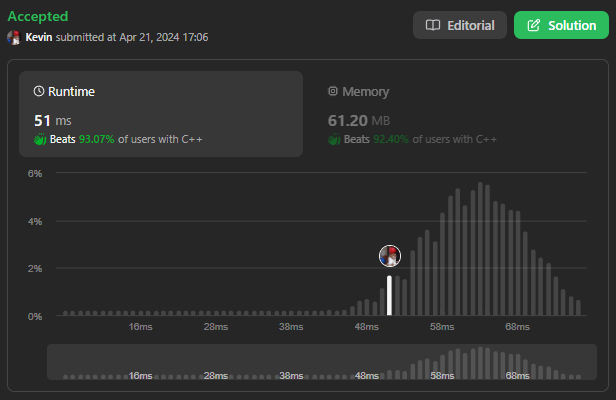 Accepted
Editorial
Solution
Kevin submitted at Apr 21, 2024 17:06
Runtime
Memory
51 ms
61.20 MB
Beats 93.07% of users with C++
Beats 92.40% of users with C++
6%
4%
2%
0%
16ms 28ms 38ms 48ms 58ms 68ms
16ms 28ms 38ms 48ms 58ms 68ms